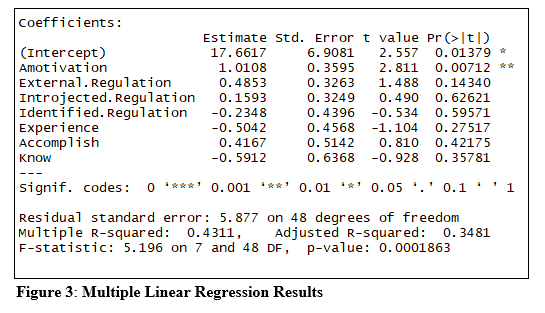 Coefficients:
Estimate Std. Error t value Pr(>|t|)
(Intercept) 17.6617 6.9081 2.557 0.01379 *
Amotivation 1.0108 0.3595 2.811 0.00712 **
External.Regulation 0.4853 0.3263 1.488 0.14340
Introjected.Regulation 0.1593 0.3249 0.490 0.62621
Identified.Regulation -0.2348 0.4396 -0.534 0.59571
Experience -0.5042 0.4568 -1.104 0.27517
Accomplish 0.4167 0.5142 0.810 0.42175
Know -0.5912 0.6368 -0.928 0.35781
---
Signif. codes: 0 ‘***’ 0.001 ‘**’ 0.01 ‘*’ 0.05 ‘.’ 0.1 ‘ ’ 1
Residual standard error: 5.877 on 48 degrees of freedom
Multiple R-squared: 0.4311, Adjusted R-squared: 0.3481
F-statistic: 5.196 on 7 and 48 DF, p-value: 0.0001863
Figure 3: Multiple Linear Regression Results